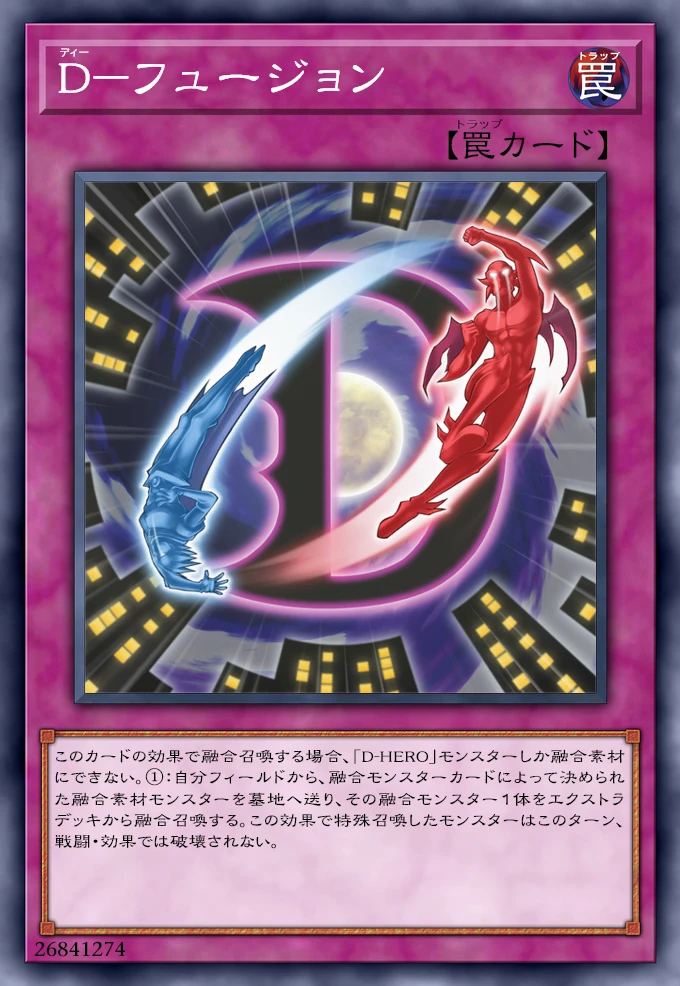 ディー
D－フュージョン
トラップ
罠
トラップ
【罠カード】
D
このカードの効果で融合召喚する場合、「D-HERO」モンスターしか融合素材
にできない。①：自分フィールドから、融合モンスターカードによって決められ
た融合素材モンスターを墓地へ送り、その融合モンスター１体をエクストラ
デッキから融合召喚する。この効果で特殊召喚したモンスターはこのターン、
戦闘・効果では破壊されない。
26841274